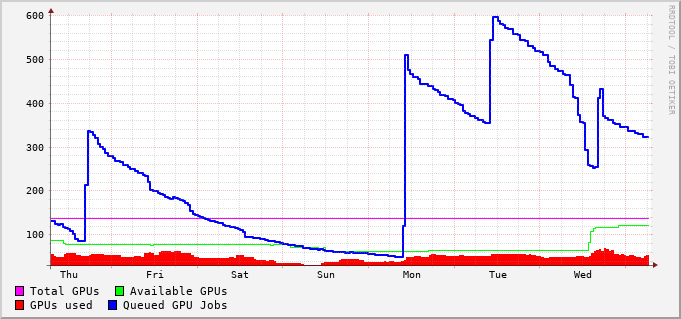 600
500
400
300
200
100
Thu Fri Sat Sun Mon Tue Wed
Total GPUs Available GPUs
GPUs used Queued GPU Jobs
RRDTOOL / TOBI OETIKER